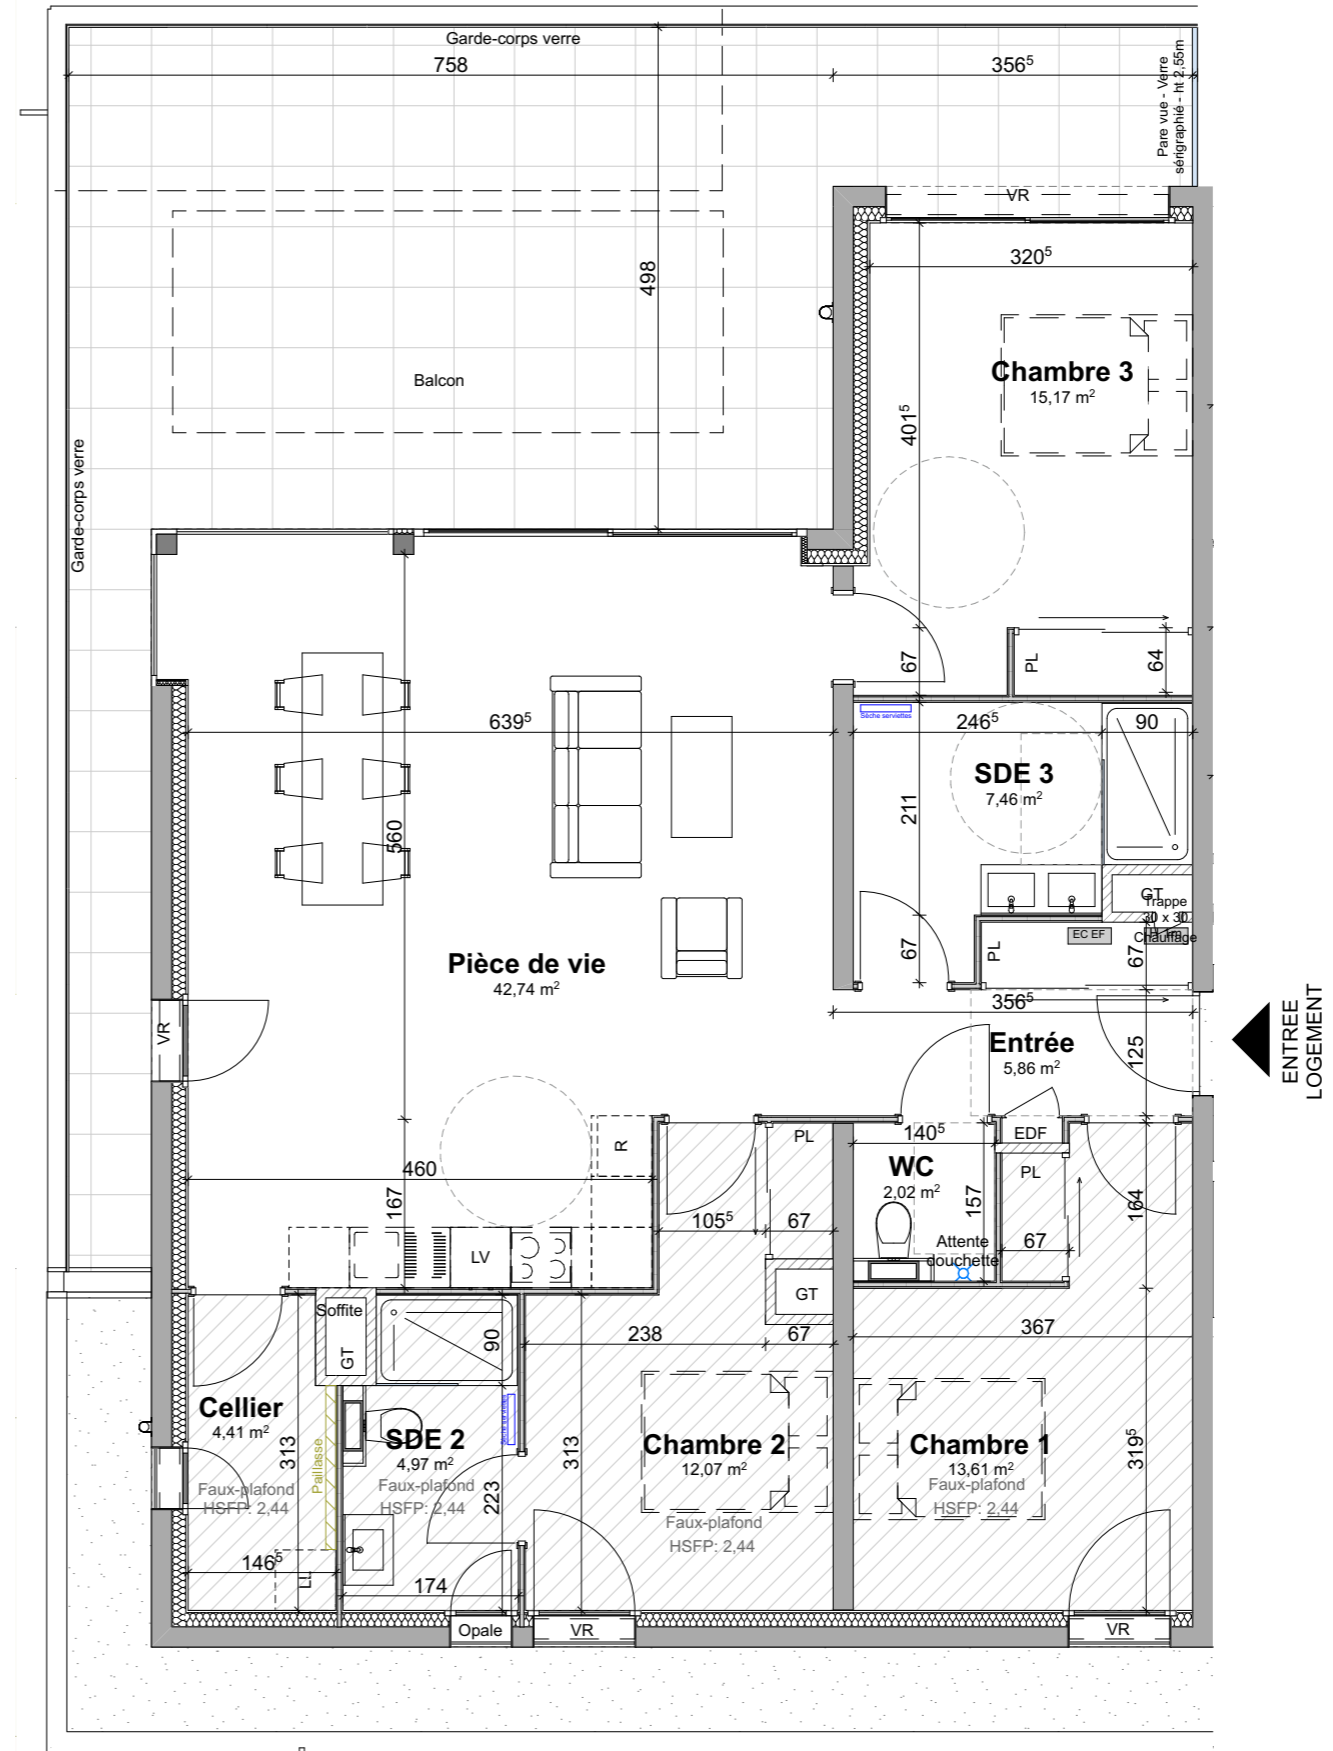 Garde-corps verre
758
356⁵
Pare vue - Verre
sérigraphié - ht 2,55m
VR
320⁵
498
Chambre 3
15,17 m²
Balcon
401⁵
Garde-corps verre
67
PL
64
Sèche serviettes
639⁵
246⁵
90
SDE 3
7,46 m²
211
560
GT
Trappe
30 x 30
Chauffage
EC EF
PL
67
67
Pièce de vie
42,74 m²
356⁵
ENTREE
LOGEMENT
VR
Entrée
5,86 m²
125
R
PL
140⁵
EDF
WC
2,02 m²
PL
460
167
105⁵
67
157
67
164
Attente
douchette
LV
GT
Soffite
GT
90
238
67
367
Cellier
4,41 m²
313
Paillasse
SDE 2
4,97 m²
Sèche serviettes
313
Chambre 2
12,07 m²
Chambre 1
13,61 m²
319⁵
Faux-plafond
HSFP: 2,44
Faux-plafond
HSFP: 2,44
223
Faux-plafond
HSFP: 2,44
Faux-plafond
HSFP: 2,44
146⁵
LL
174
Opale
VR
VR